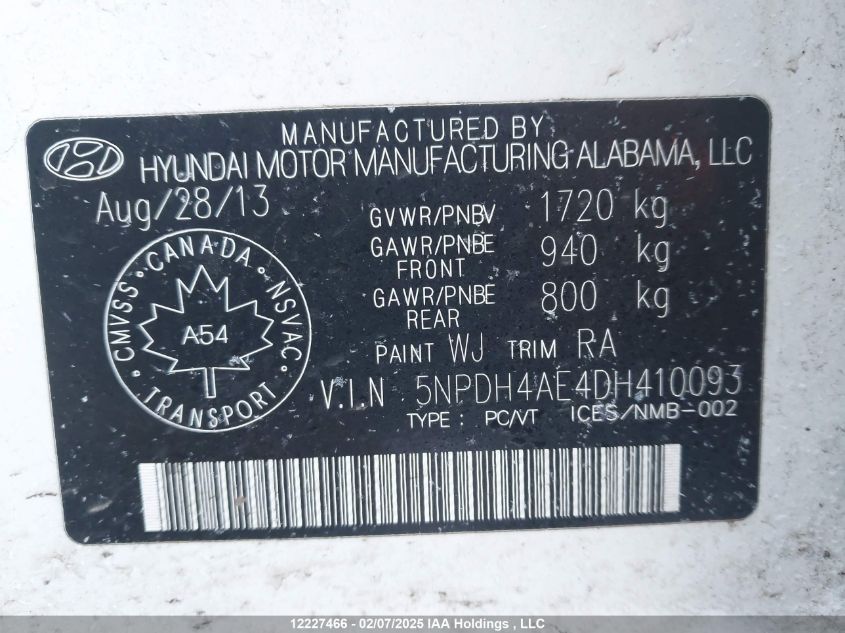 MANUFACTURED BY
HYUNDAI MOTOR MANUFACTURING ALABAMA, LLC
Aug/28/13
GVWR/PNBV 1720 kg
GAWR/PNBE FRONT 940 kg
GAWR/PNBE REAR 800 kg
PAINT WJ TRIM RA
V.I.N 5NPDH4AE4DH410093
TYPE : PC/VT ICES/NMB-002
CMVSS · CANADA · NSVAC · TRANSPORT ·
A54
12227466 - 02/07/2025 IAA Holdings , LLC